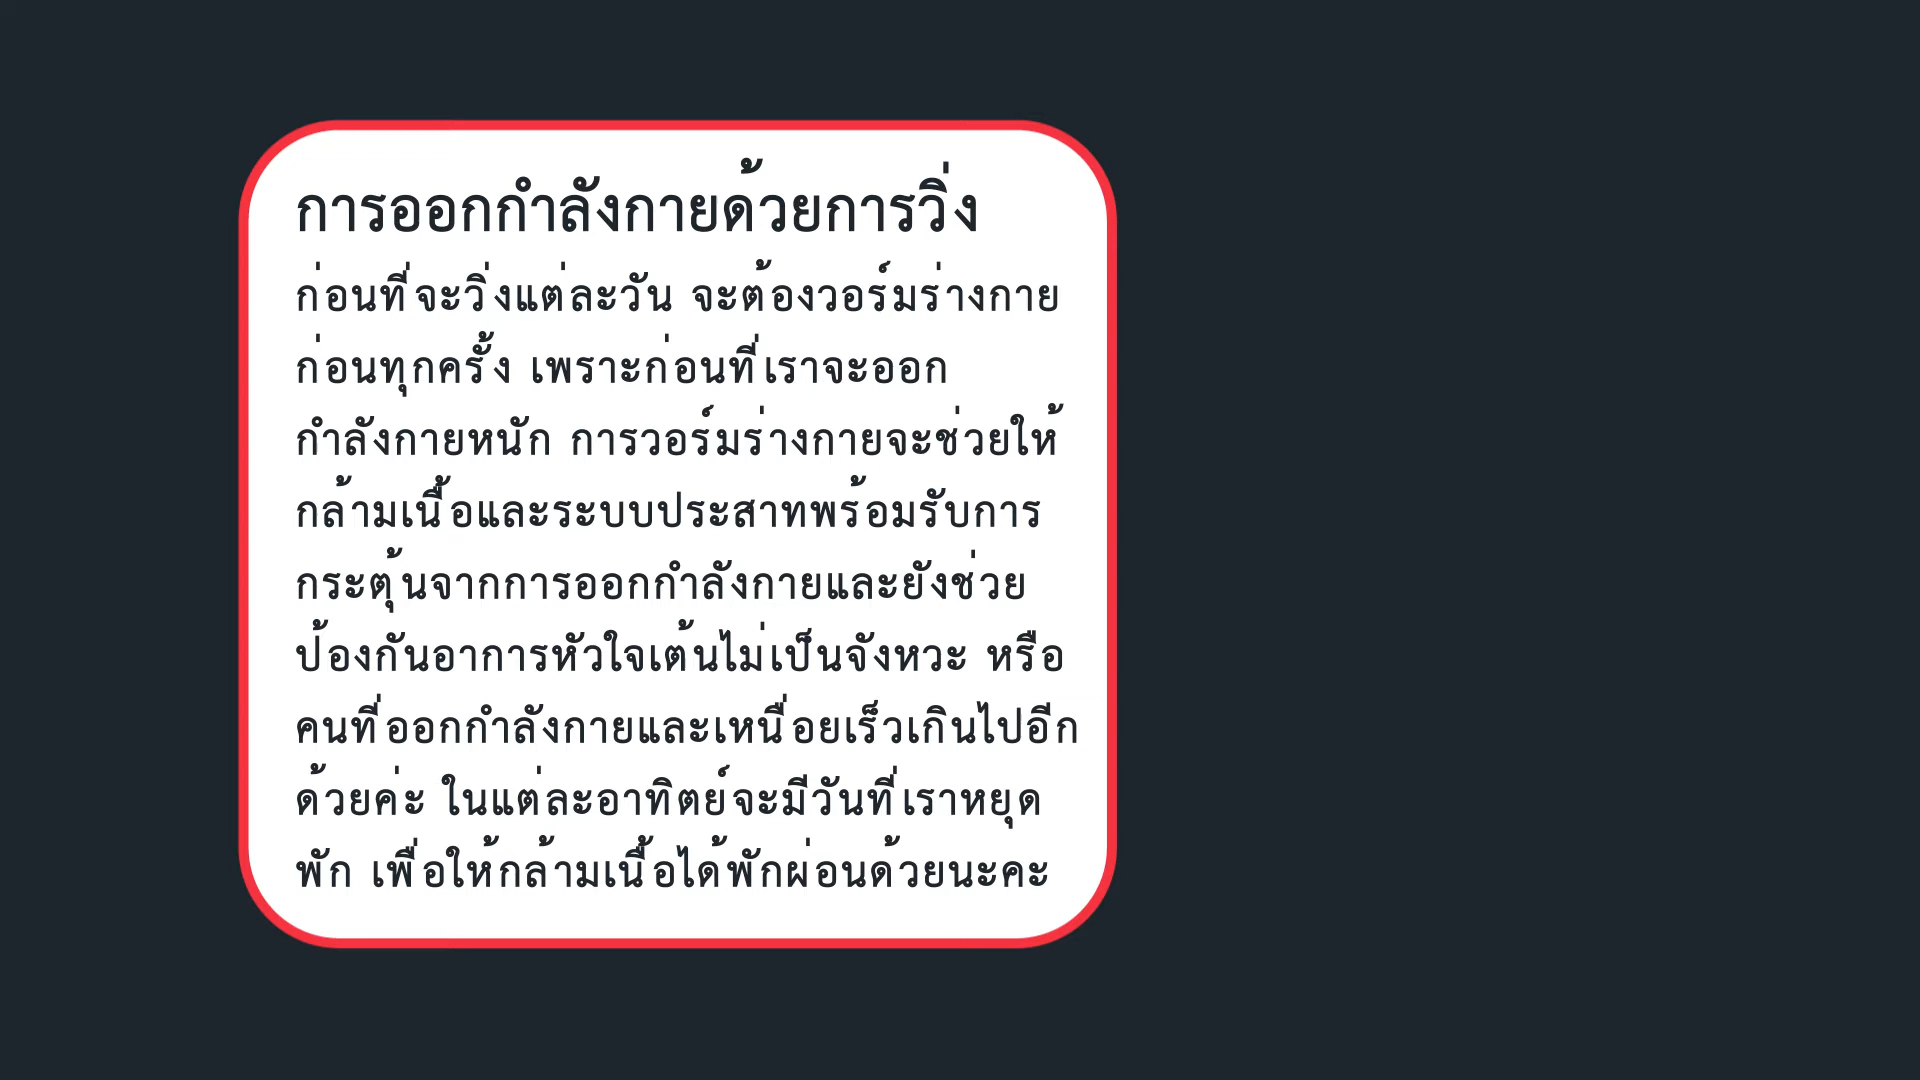 การออกกำลังกายด้วยการวิ่ง
ก่อนที่จะวิ่งแต่ละวัน จะต้องวอร์มร่างกาย
ก่อนทุกครั้ง เพราะก่อนที่เราจะออก
กำลังกายหนัก การวอร์มร่างกายจะช่วยให้
กล้ามเนื้อและระบบประสาทพร้อมรับการ
กระตุ้นจากการออกกำลังกายและยังช่วย
ป้องกันอาการหัวใจเต้นไม่เป็นจังหวะ หรือ
คนที่ออกกำลังกายและเหนื่อยเร็วเกินไปอีก
ด้วยค่ะ ในแต่ละอาทิตย์จะมีวันที่เราหยุด
พัก เพื่อให้กล้ามเนื้อได้พักผ่อนด้วยนะคะ